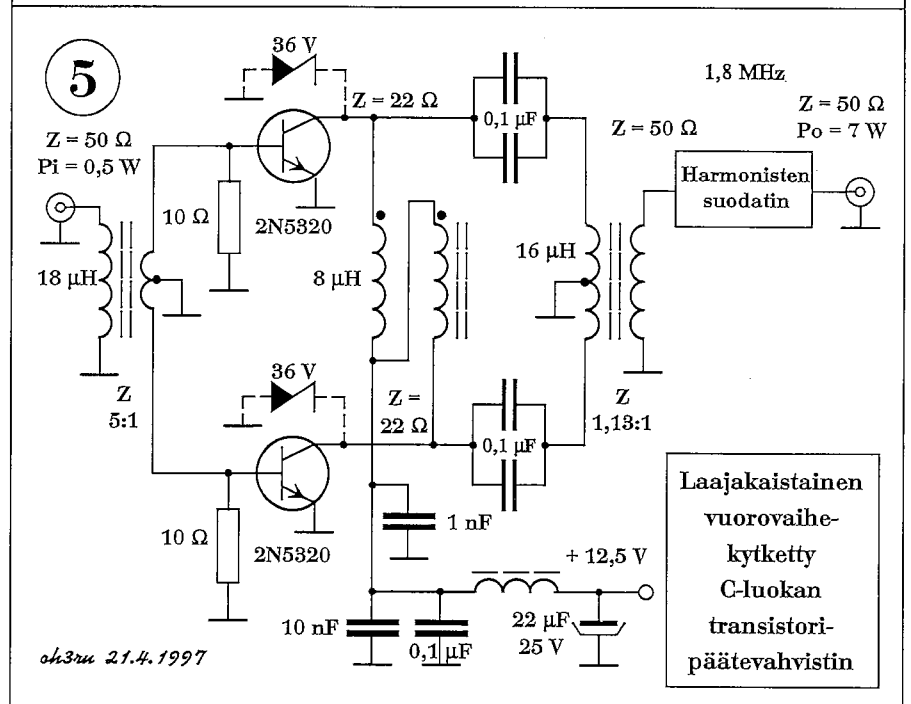 5
36 V
1,8 MHz
Z = 50 Ω
Pi = 0,5 W
Z = 22 Ω
0,1 µF
Z = 50 Ω
Z = 50 Ω
Po = 7 W
Harmonisten
suodatin
10 Ω
2N5320
18 µH
8 µH
16 µH
Z
5:1
36 V
Z =
22 Ω
0,1 µF
Z
1,13:1
10 Ω
2N5320
1 nF
+ 12,5 V
10 nF
0,1 µF
22 µF
25 V
Laajakaistainen
vuorovaihe-
kytketty
C-luokan
transistori-
päätevahvistin
oh3ru 21.4.1997